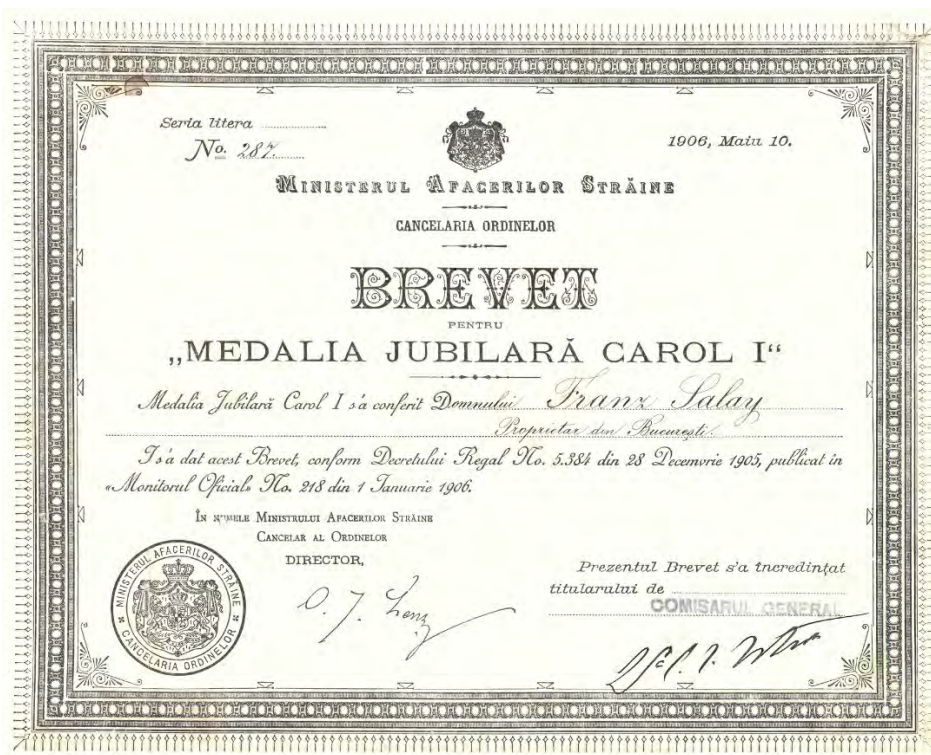 Seria litera
No. 287
1906, Maiu 10.
MINISTERUL AFACERILOR STRĂINE
CANCELARIA ORDINELOR
BREVET
PENTRU
„MEDALIA JUBILARĂ CAROL I“
Medalia Jubilară Carol I s'a conferit Domnului Franz Salay
Proprietar din Bucureşti.
I s'a dat acest Brevet, conform Decretului Regal No. 5.384 din 28 Decemvrie 1905, publicat în
«Monitorul Oficial» No. 218 din 1 Ianuarie 1906.
ÎN NUMELE MINISTRULUI AFACERILOR STRĂINE
CANCELAR AL ORDINELOR
DIRECTOR,
MINISTERUL AFACERILOR STRĂINE
CANCELARIA ORDINELOR
Prezentul Brevet s'a încredinţat
titularului de
COMISARUL GENERAL